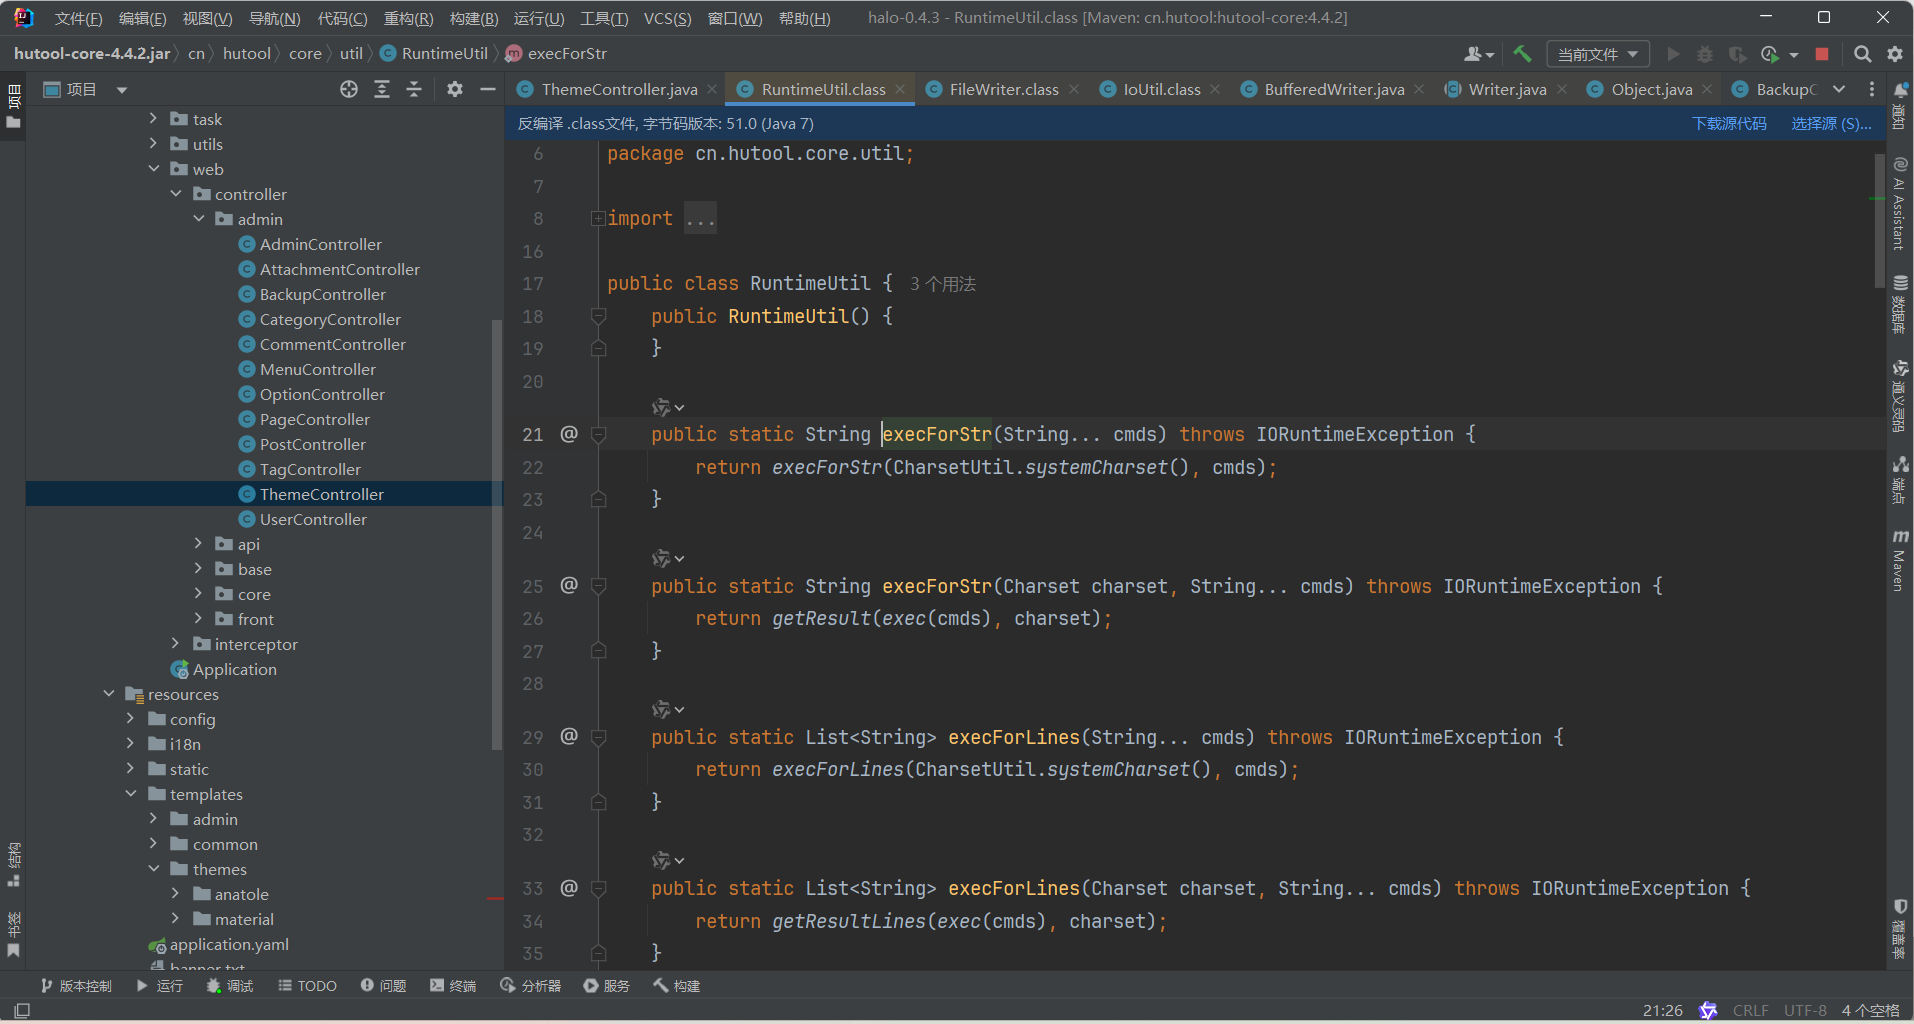 文件(F) 编辑(E) 视图(V) 导航(N) 代码(C) 重构(R) 构建(B) 运行(U) 工具(T) VCS(S) 窗口(W) 帮助(H) halo-0.4.3 - RuntimeUtil.class [Maven: cn.hutool:hutool-core:4.4.2]
hutool-core-4.4.2.jar cn hutool core util RuntimeUtil execForStr 当前文件
项目 ThemeController.java RuntimeUtil.class FileWriter.class IoUtil.class BufferedWriter.java Writer.java Object.java BackupC
反编译 .class文件, 字节码版本: 51.0 (Java 7) 下载源代码 选择源 (S)...
项目
结构
书签
task
utils
web
controller
admin
AdminController
AttachmentController
BackupController
CategoryController
CommentController
MenuController
OptionController
PageController
PostController
TagController
ThemeController
UserController
api
base
core
front
interceptor
Application
resources
config
i18n
static
templates
admin
common
themes
anatole
material
application.yaml
banner.txt
6 package cn.hutool.core.util;
7
8 import ...
16
17 public class RuntimeUtil { 3 个用法
18 public RuntimeUtil() {
19 }
20
21 @ public static String execForStr(String... cmds) throws IORuntimeException {
22 return execForStr(CharsetUtil.systemCharset(), cmds);
23 }
24
25 @ public static String execForStr(Charset charset, String... cmds) throws IORuntimeException {
26 return getResult(exec(cmds), charset);
27 }
28
29 @ public static List<String> execForLines(String... cmds) throws IORuntimeException {
30 return execForLines(CharsetUtil.systemCharset(), cmds);
31 }
32
33 @ public static List<String> execForLines(Charset charset, String... cmds) throws IORuntimeException {
34 return getResultLines(exec(cmds), charset);
35 }
通知
AI Assistant
数据库
通义灵码
端点
m Maven
覆盖率
版本控制 运行 调试 TODO 问题 终端 分析器 服务 构建
21:26 CRLF UTF-8 4 个空格